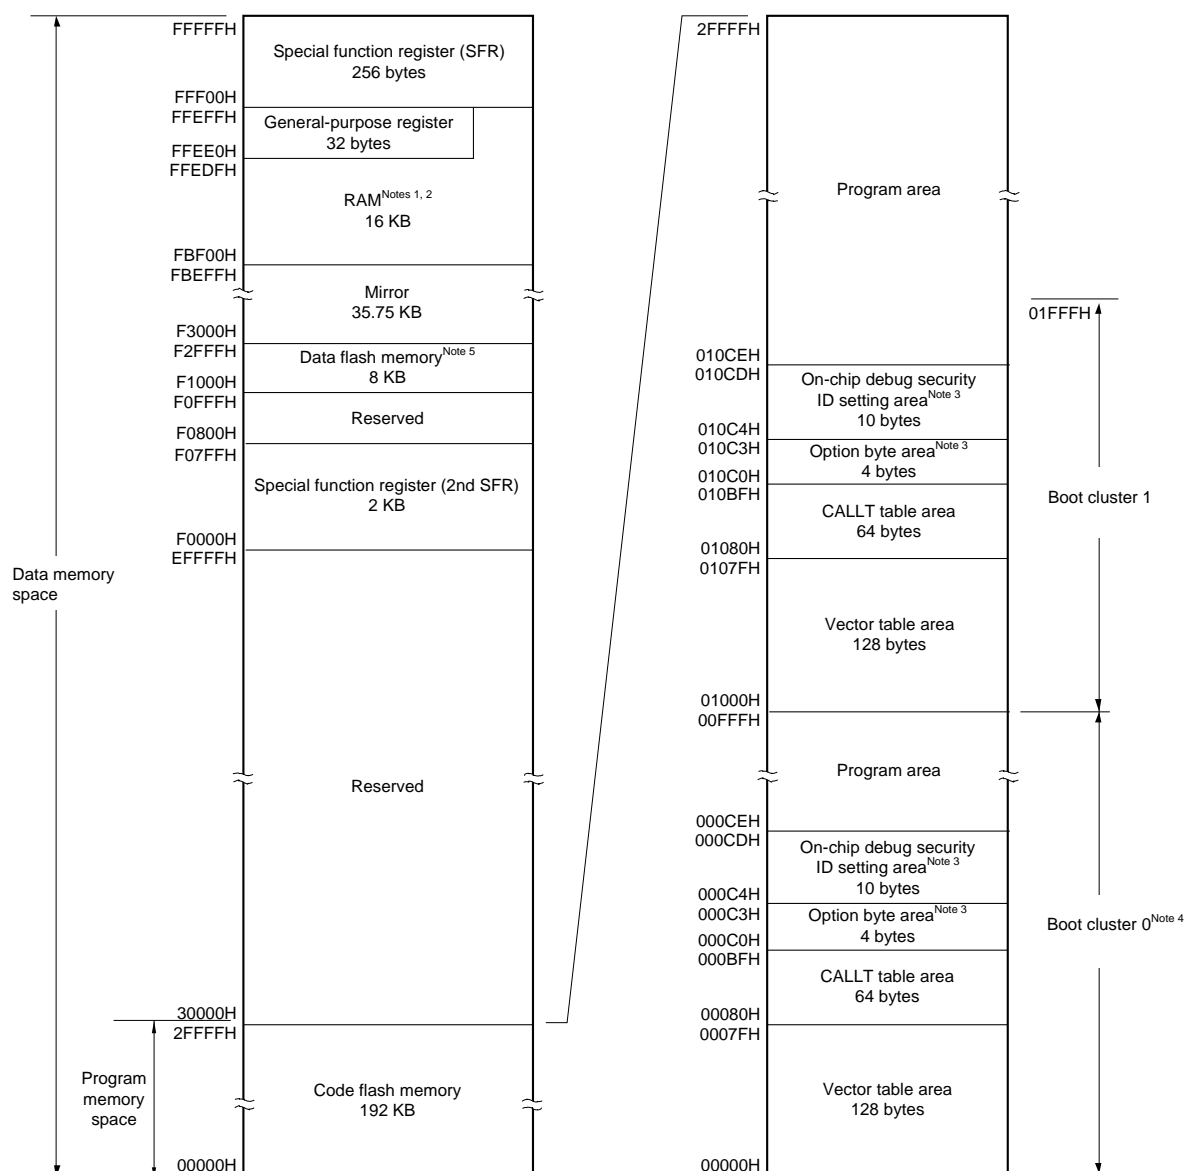 FFFFFH
Special function register (SFR)
256 bytes
FFF00H
FFEFFH
General-purpose register
32 bytes
FFEE0H
FFEDFH
RAMNotes 1, 2
16 KB
FBF00H
FBEFFH
Mirror
35.75 KB
F3000H
F2FFFH
Data flash memoryNote 5
8 KB
F1000H
F0FFFH
Reserved
F0800H
F07FFH
Special function register (2nd SFR)
2 KB
F0000H
EFFFFH
Data memory
space
Reserved
30000H
2FFFFH
Program
memory
space
Code flash memory
192 KB
00000H
2FFFFH
Program area
01FFFH
010CEH
010CDH
On-chip debug security
ID setting areaNote 3
10 bytes
010C4H
010C3H
Option byte areaNote 3
4 bytes
010C0H
010BFH
Boot cluster 1
CALLT table area
64 bytes
01080H
0107FH
Vector table area
128 bytes
01000H
00FFFH
Program area
000CEH
000CDH
On-chip debug security
ID setting areaNote 3
10 bytes
000C4H
000C3H
Option byte areaNote 3
4 bytes
Boot cluster 0Note 4
000C0H
000BFH
CALLT table area
64 bytes
00080H
0007FH
Vector table area
128 bytes
00000H